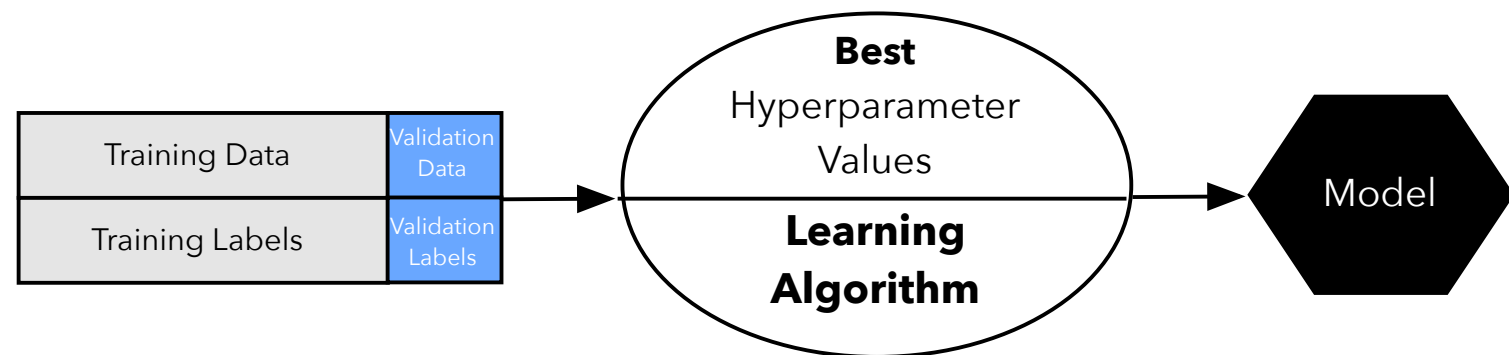 Training Data
Validation
Data
Training Labels
Validation
Labels
Best
Hyperparameter
Values
Learning
Algorithm
Model